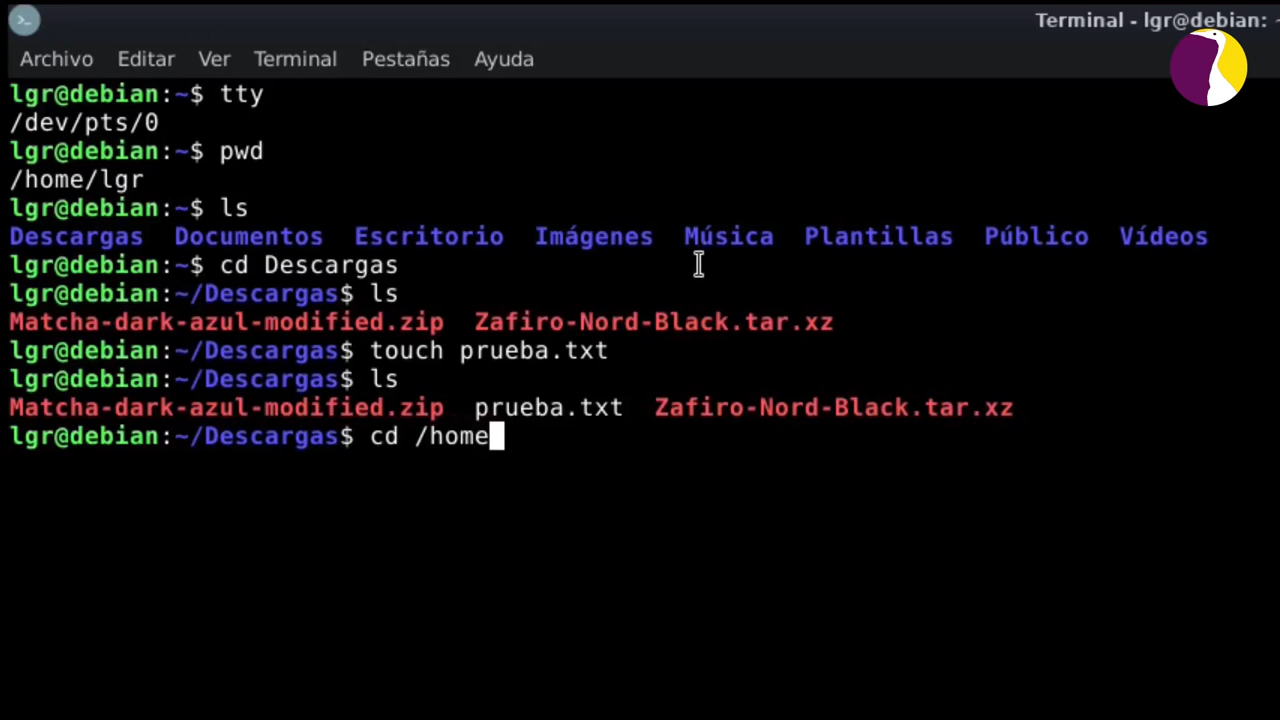 Terminal - lgr@debian: ~
Archivo Editar Ver Terminal Pestañas Ayuda
lgr@debian:~$ tty
/dev/pts/0
lgr@debian:~$ pwd
/home/lgr
lgr@debian:~$ ls
Descargas Documentos Escritorio Imágenes Música Plantillas Público Vídeos
lgr@debian:~$ cd Descargas
lgr@debian:~/Descargas$ ls
Matcha-dark-azul-modified.zip Zafiro-Nord-Black.tar.xz
lgr@debian:~/Descargas$ touch prueba.txt
lgr@debian:~/Descargas$ ls
Matcha-dark-azul-modified.zip prueba.txt Zafiro-Nord-Black.tar.xz
lgr@debian:~/Descargas$ cd /home